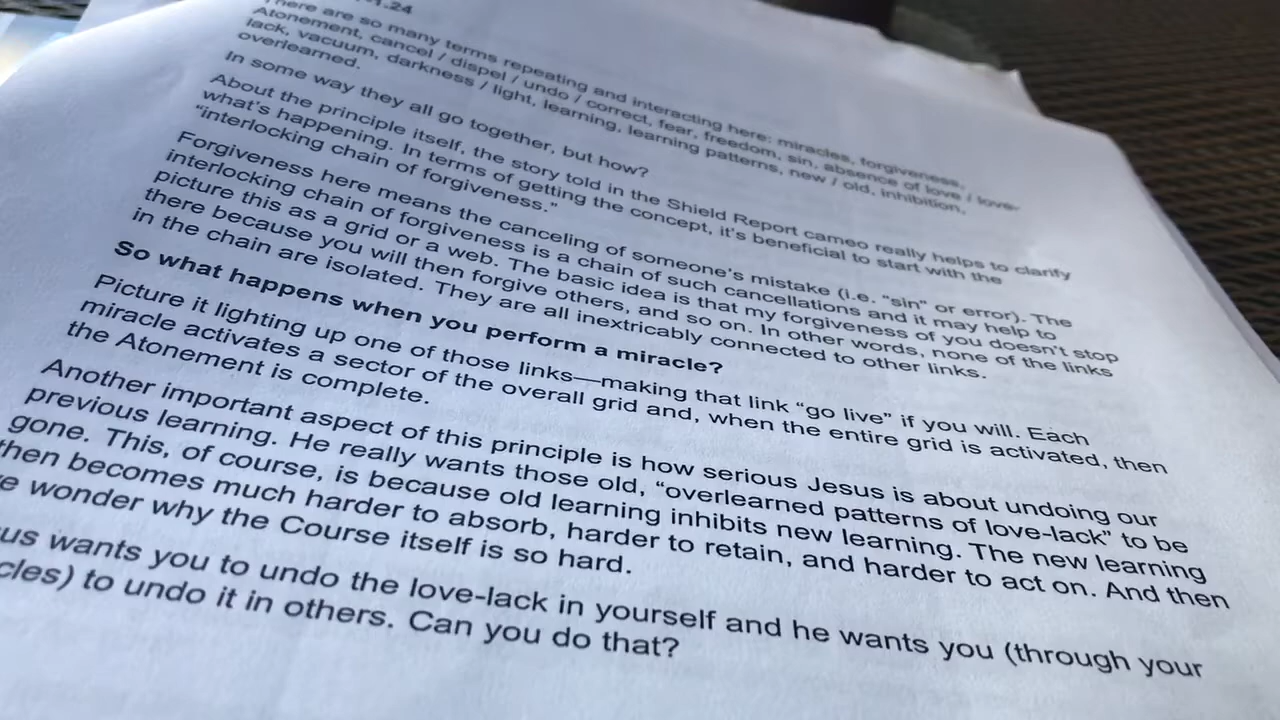 1.24
There are so many terms repeating and interacting here: miracles, forgiveness,
Atonement, cancel / dispel / undo / correct, fear, freedom, sin, absence of love / love-
lack, vacuum, darkness / light, learning, learning patterns, new / old, inhibition,
overlearned.
In some way they all go together, but how?
About the principle itself, the story told in the Shield Report cameo really helps to clarify
what's happening. In terms of getting the concept, it's beneficial to start with the
"interlocking chain of forgiveness."
Forgiveness here means the canceling of someone's mistake (i.e. "sin" or error). The
interlocking chain of forgiveness is a chain of such cancellations and it may help to
picture this as a grid or a web. The basic idea is that my forgiveness of you doesn't stop
there because you will then forgive others, and so on. In other words, none of the links
in the chain are isolated. They are all inextricably connected to other links.
So what happens when you perform a miracle?
Picture it lighting up one of those links—making that link "go live" if you will. Each
miracle activates a sector of the overall grid and, when the entire grid is activated, then
the Atonement is complete.
Another important aspect of this principle is how serious Jesus is about undoing our
previous learning. He really wants those old, "overlearned patterns of love-lack" to be
gone. This, of course, is because old learning inhibits new learning. The new learning
then becomes much harder to absorb, harder to retain, and harder to act on. And then
e wonder why the Course itself is so hard.
us wants you to undo the love-lack in yourself and he wants you (through your
cles) to undo it in others. Can you do that?